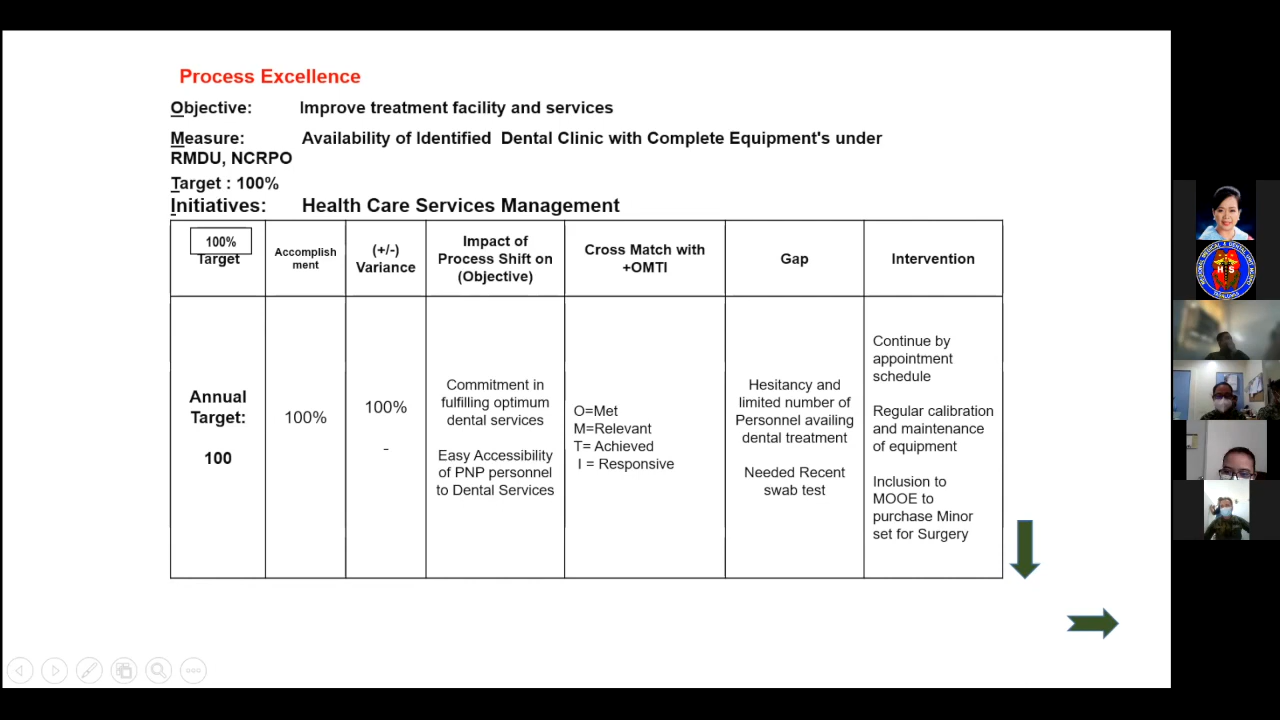 Process Excellence
Objective: Improve treatment facility and services
Measure: Availability of Identified Dental Clinic with Complete Equipment's under
RMDU, NCRPO
Target : 100%
Initiatives: Health Care Services Management
100%
Target
Accomplish
ment
(+/-)
Variance
Impact of
Process Shift on
(Objective)
Cross Match with
+OMTI
Gap
Intervention
Annual
Target:
100
100%
100%
-
Commitment in
fulfilling optimum
dental services
Easy Accessibility
of PNP personnel
to Dental Services
O=Met
M=Relevant
T= Achieved
I = Responsive
Hesitancy and
limited number of
Personnel availing
dental treatment
Needed Recent
swab test
Continue by
appointment
schedule
Regular calibration
and maintenance
of equipment
Inclusion to
MOOE to
purchase Minor
set for Surgery